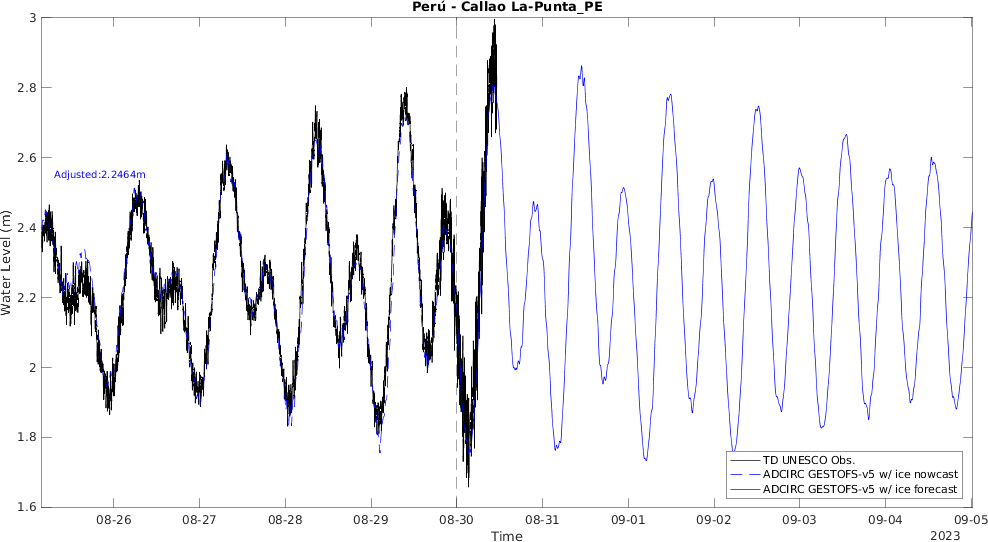 Perú - Callao La-Punta_PE
3
2.8
2.6
2.4
2.2
2
1.8
1.6
Water Level (m)
Adjusted:2.2464m
TD UNESCO Obs.
ADCIRC GESTOFS-v5 w/ ice nowcast
ADCIRC GESTOFS-v5 w/ ice forecast
08-26 08-27 08-28 08-29 08-30 08-31 09-01 09-02 09-03 09-04 09-05
Time
2023